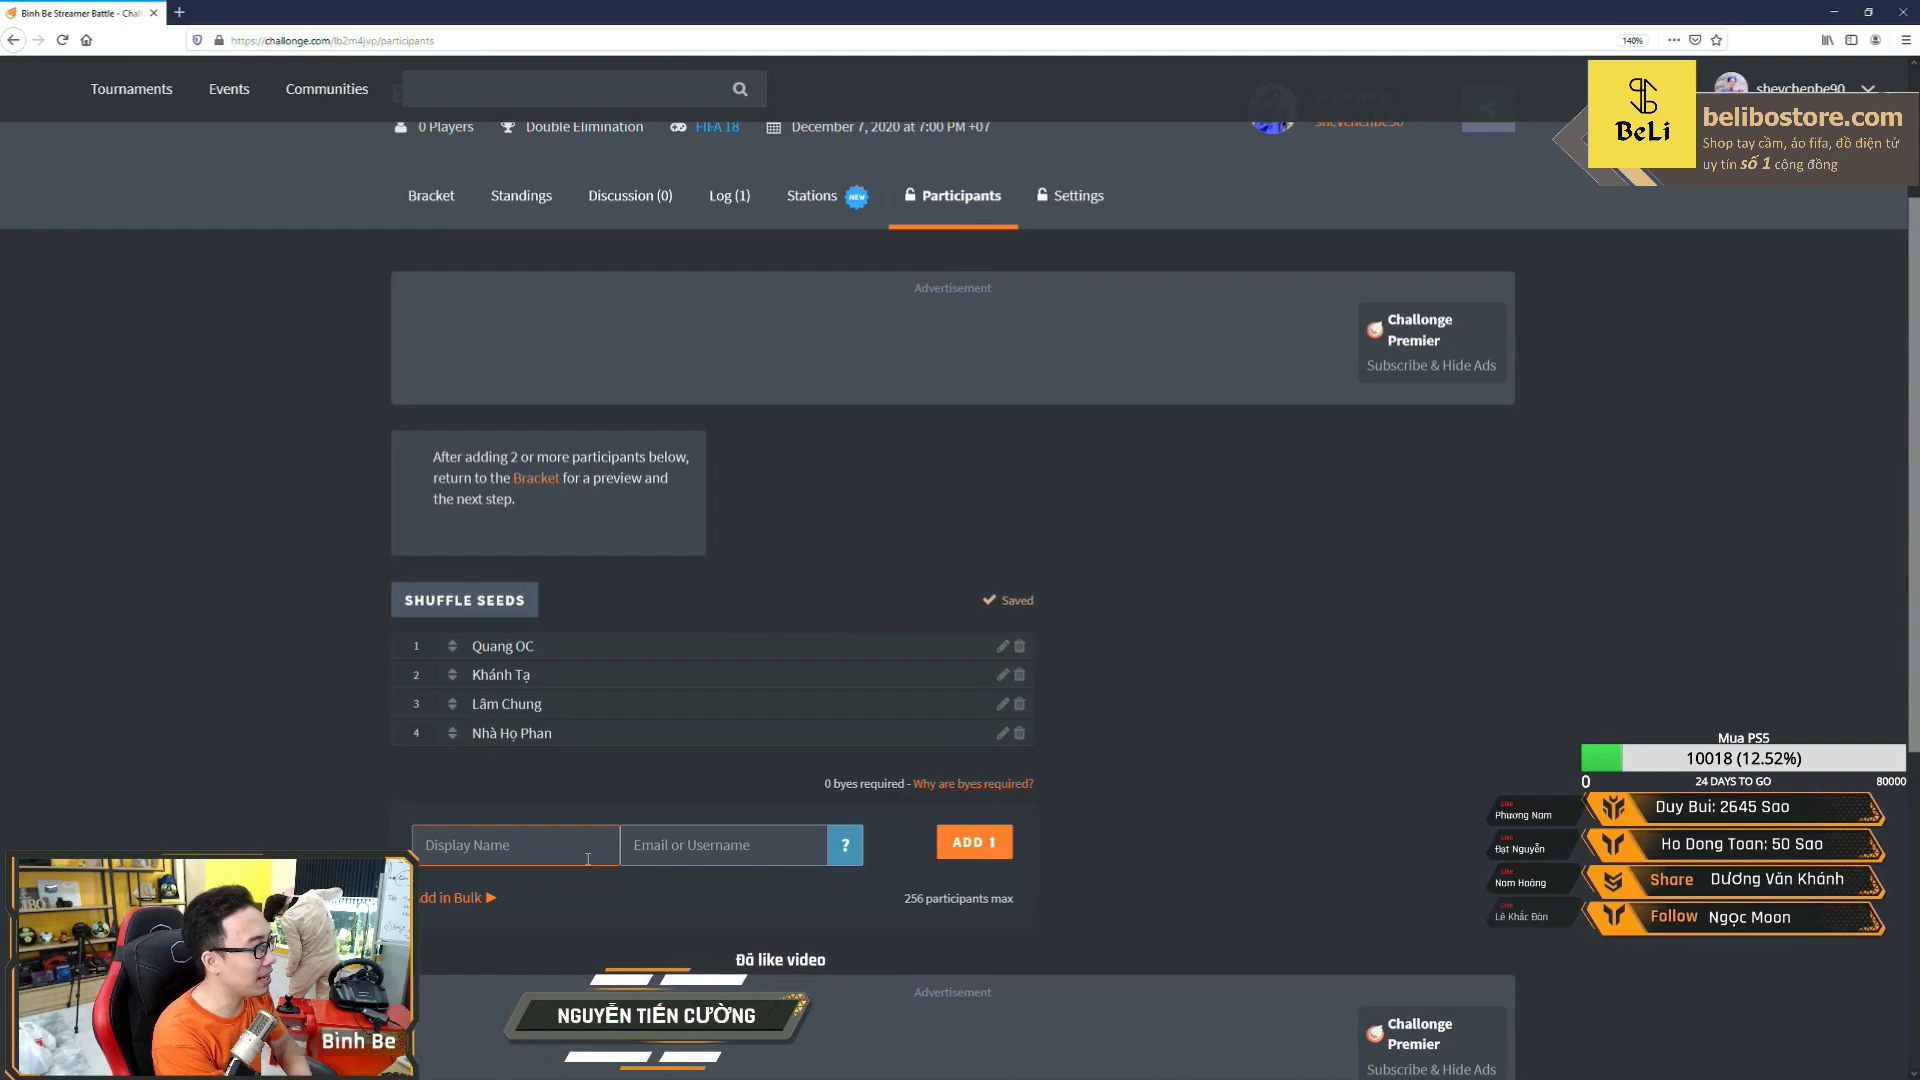 Binh Be Streamer Battle - Chal
https://challonge.com/lb2m4jvp/participants
140%
Tournaments
Events
Communities
shevchenbe90
0 Players
Double Elimination
FIFA 18
December 7, 2020 at 7:00 PM +07
shevchenbe90
BeLi
belibostore.com
Shop tay cầm, áo fifa, đồ điện tử
uy tín số 1 cộng đồng
Bracket
Standings
Discussion (0)
Log (1)
Stations
NEW
Participants
Settings
Advertisement
Challonge
Premier
Subscribe & Hide Ads
After adding 2 or more participants below,
return to the Bracket for a preview and
the next step.
SHUFFLE SEEDS
Saved
1 Quang OC
2 Khánh Tạ
3 Lâm Chung
4 Nhà Họ Phan
0 byes required - Why are byes required?
Display Name
Email or Username
?
ADD
dd in Bulk
256 participants max
Mua PS5
10018 (12.52%)
0
24 DAYS TO GO
80000
Like
Phương Nam
Duy Bui: 2645 Sao
Like
Đạt Nguyễn
Ho Dong Toan: 50 Sao
Like
Nam Hoàng
Share Dương Văn Khánh
Like
Lê Khắc Đàn
Follow Ngọc Moon
Đã like video
NGUYỄN TIẾN CƯỜNG
Bình Be
Advertisement
Challonge
Premier
Subscribe & Hide Ads